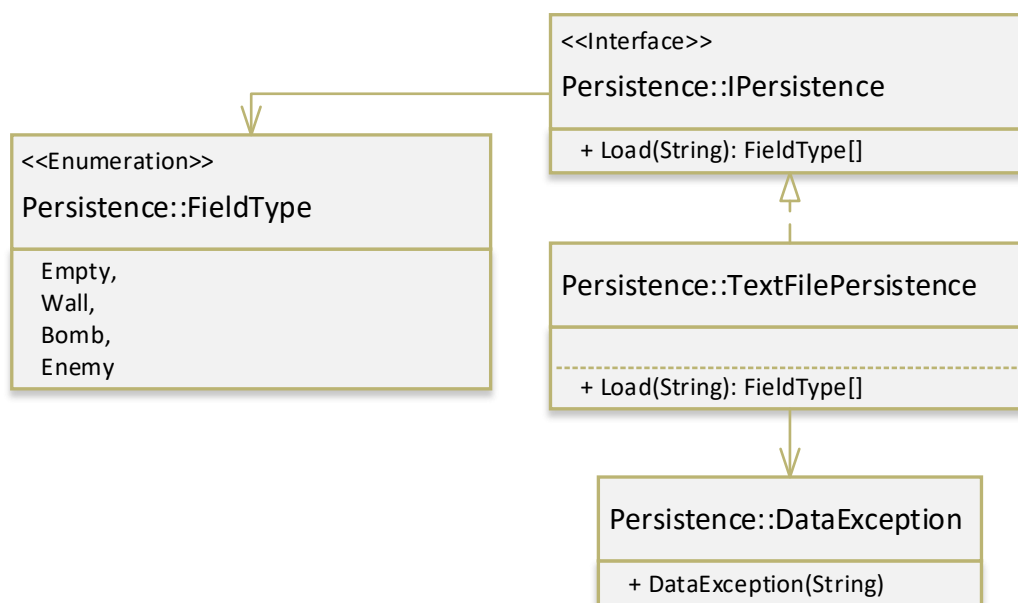 <<Interface>>
Persistence::IPersistence
+ Load(String): FieldType[]
<<Enumeration>>
Persistence::FieldType
Empty,
Wall,
Bomb,
Enemy
Persistence::TextFilePersistence
+ Load(String): FieldType[]
Persistence::DataException
+ DataException(String)